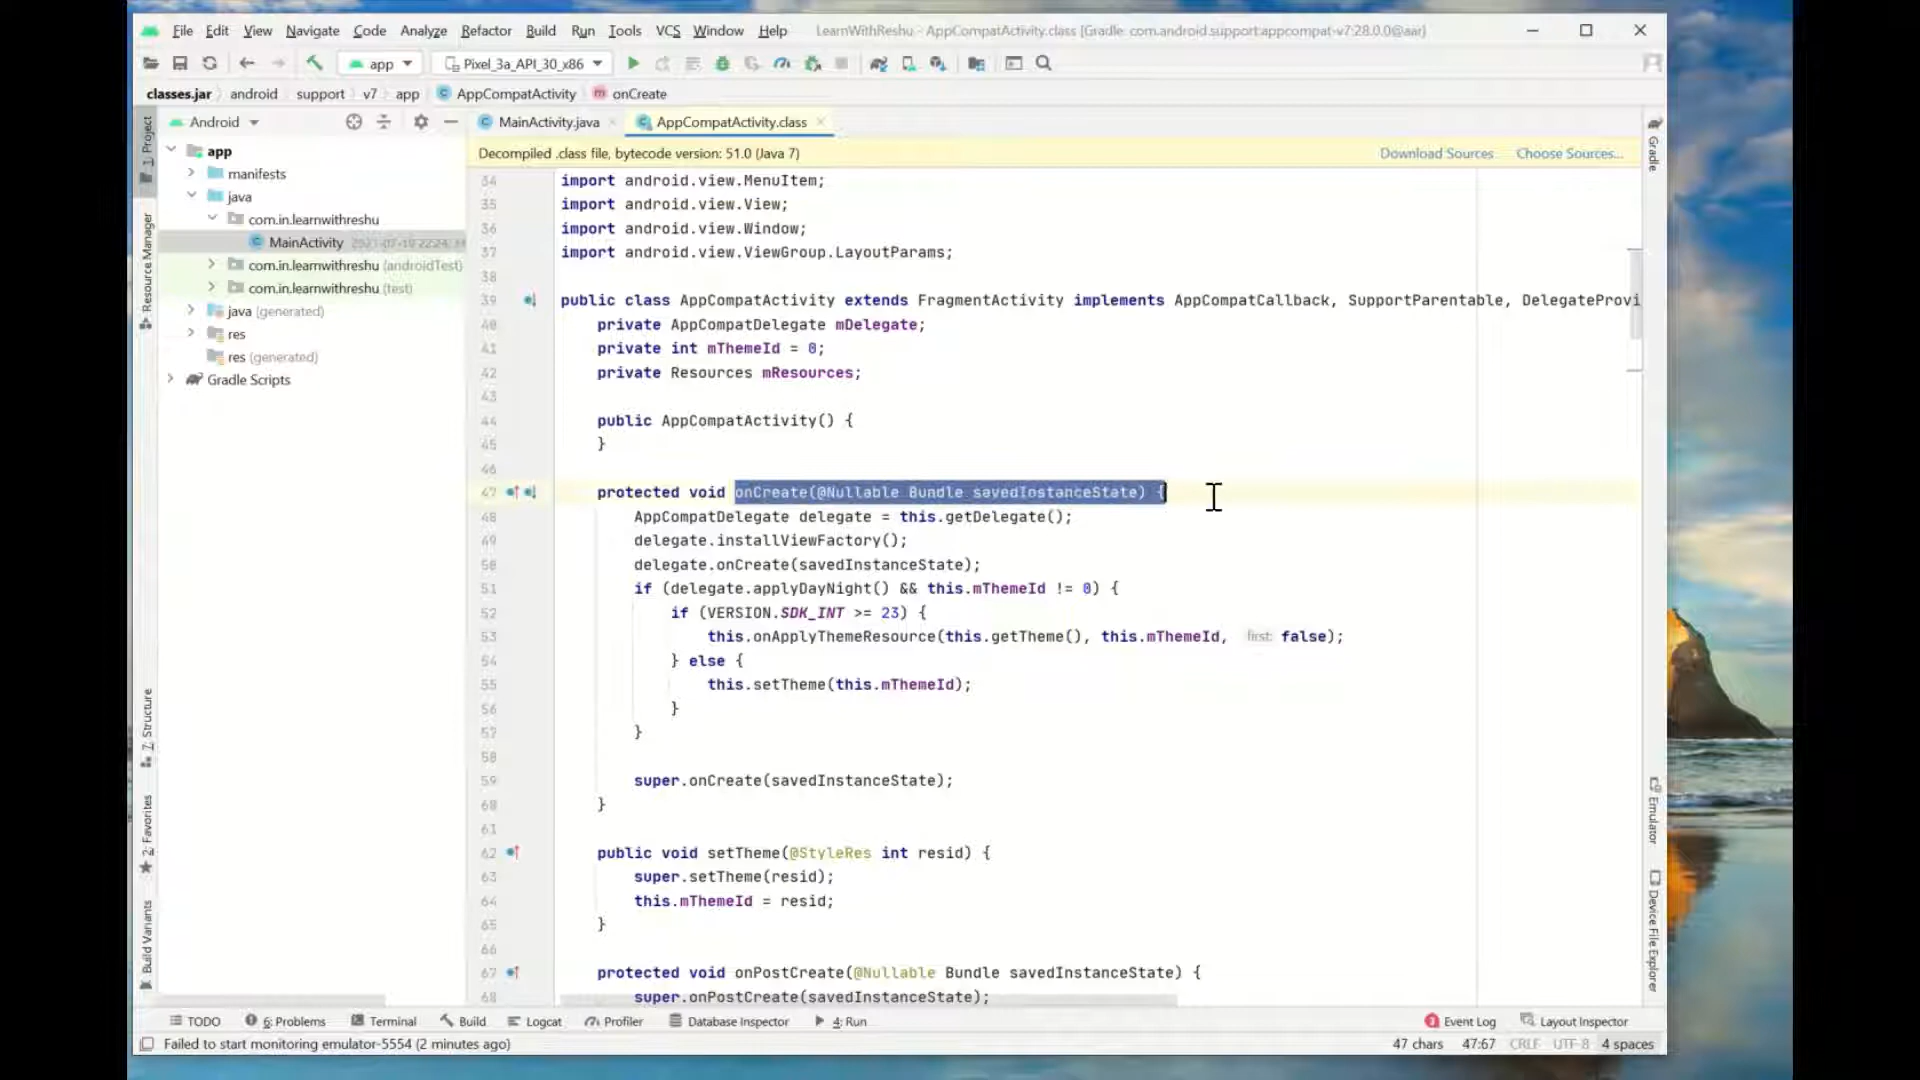 File Edit View Navigate Code Analyze Refactor Build Run Tools VCS Window Help LearnWithReshu - AppCompatActivity.class [Gradle: com.android.support:appcompat-v7:28.0.0@aar]
app Pixel_3a_API_30_x86
classes.jar android support v7 app AppCompatActivity onCreate
Android MainActivity.java AppCompatActivity.class
Decompiled .class file, bytecode version: 51.0 (Java 7) Download Sources Choose Sources...
1: Project
Resource Manager
7: Structure
2: Favorites
Build Variants
app
manifests
java
com.in.learnwithreshu
MainActivity
com.in.learnwithreshu (androidTest)
com.in.learnwithreshu (test)
java (generated)
res
res (generated)
Gradle Scripts
34 import android.view.MenuItem;
35 import android.view.View;
36 import android.view.Window;
37 import android.view.ViewGroup.LayoutParams;
38
39 public class AppCompatActivity extends FragmentActivity implements AppCompatCallback, SupportParentable, DelegateProvi
40 private AppCompatDelegate mDelegate;
41 private int mThemeId = 0;
42 private Resources mResources;
43
44 public AppCompatActivity() {
45 }
46
47 protected void onCreate(@Nullable Bundle savedInstanceState) {
48 AppCompatDelegate delegate = this.getDelegate();
49 delegate.installViewFactory();
50 delegate.onCreate(savedInstanceState);
51 if (delegate.applyDayNight() && this.mThemeId != 0) {
52 if (VERSION.SDK_INT >= 23) {
53 this.onApplyThemeResource(this.getTheme(), this.mThemeId, first: false);
54 } else {
55 this.setTheme(this.mThemeId);
56 }
57 }
58
59 super.onCreate(savedInstanceState);
60 }
61
62 public void setTheme(@StyleRes int resid) {
63 super.setTheme(resid);
64 this.mThemeId = resid;
65 }
66
67 protected void onPostCreate(@Nullable Bundle savedInstanceState) {
68 super.onPostCreate(savedInstanceState);
Gradle
Emulator
Device File Explorer
TODO 6: Problems Terminal Build Logcat Profiler Database Inspector 4: Run Event Log Layout Inspector
Failed to start monitoring emulator-5554 (2 minutes ago) 47 chars 47:67 CRLF UTF-8 4 spaces